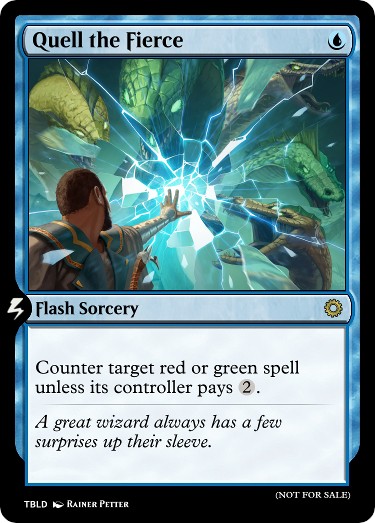 Quell the Fierce
Flash Sorcery
Counter target red or green spell
unless its controller pays 2.
A great wizard always has a few
surprises up their sleeve.
TBLD Rainer Petter
(NOT FOR SALE)